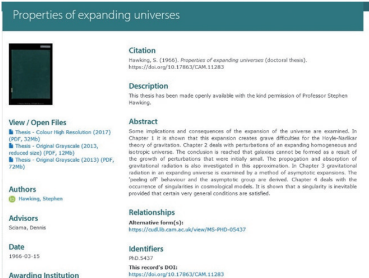 Properties of expanding universes
Citation
Hawking, S. (1966). Properties of expanding universes (doctoral thesis).
https://doi.org/10.17863/CAM.11283
Description
This thesis has been made openly available with the kind permission of Professor Stephen
Hawking.
Abstract
Some implications and consequences of the expansion of the universe are examined. In
Chapter 1 it is shown that this expansion creates grave difficulties for the Hoyle-Narlikar
theory of gravitation. Chapter 2 deals with perturbations of an expanding homogeneous and
isotropic universe. The conclusion is reached that galaxies cannot be formed as a result of
the growth of perturbations that were initially small. The propagation and absorption of
gravitational radiation is also investigated in this approximation. In Chapter 3 gravitational
radiation in an expanding universe is examined by a method of asymptotic expansions. The
'peeling off' behaviour and the asymptotic group are derived. Chapter 4 deals with the
occurrence of singularities in cosmological models. It is shown that a singularity is inevitable
provided that certain very general conditions are satisfied.
Relationships
Alternative form(s):
https://cudl.lib.cam.ac.uk/view/MS-PHD-05437
Identifiers
PhD.5437
This record's DOI:
https://doi.org/10.17863/CAM.11283
View / Open Files
Thesis - Colour High Resolution (2017)
(PDF, 32Mb)
Thesis - Original Greyscale (2013,
reduced size) (PDF, 12Mb)
Thesis - Original Grayscale (2013) (PDF,
72Mb)
Authors
Hawking, Stephen
Advisors
Sciama, Dennis
Date
1966-03-15
Awarding Institution